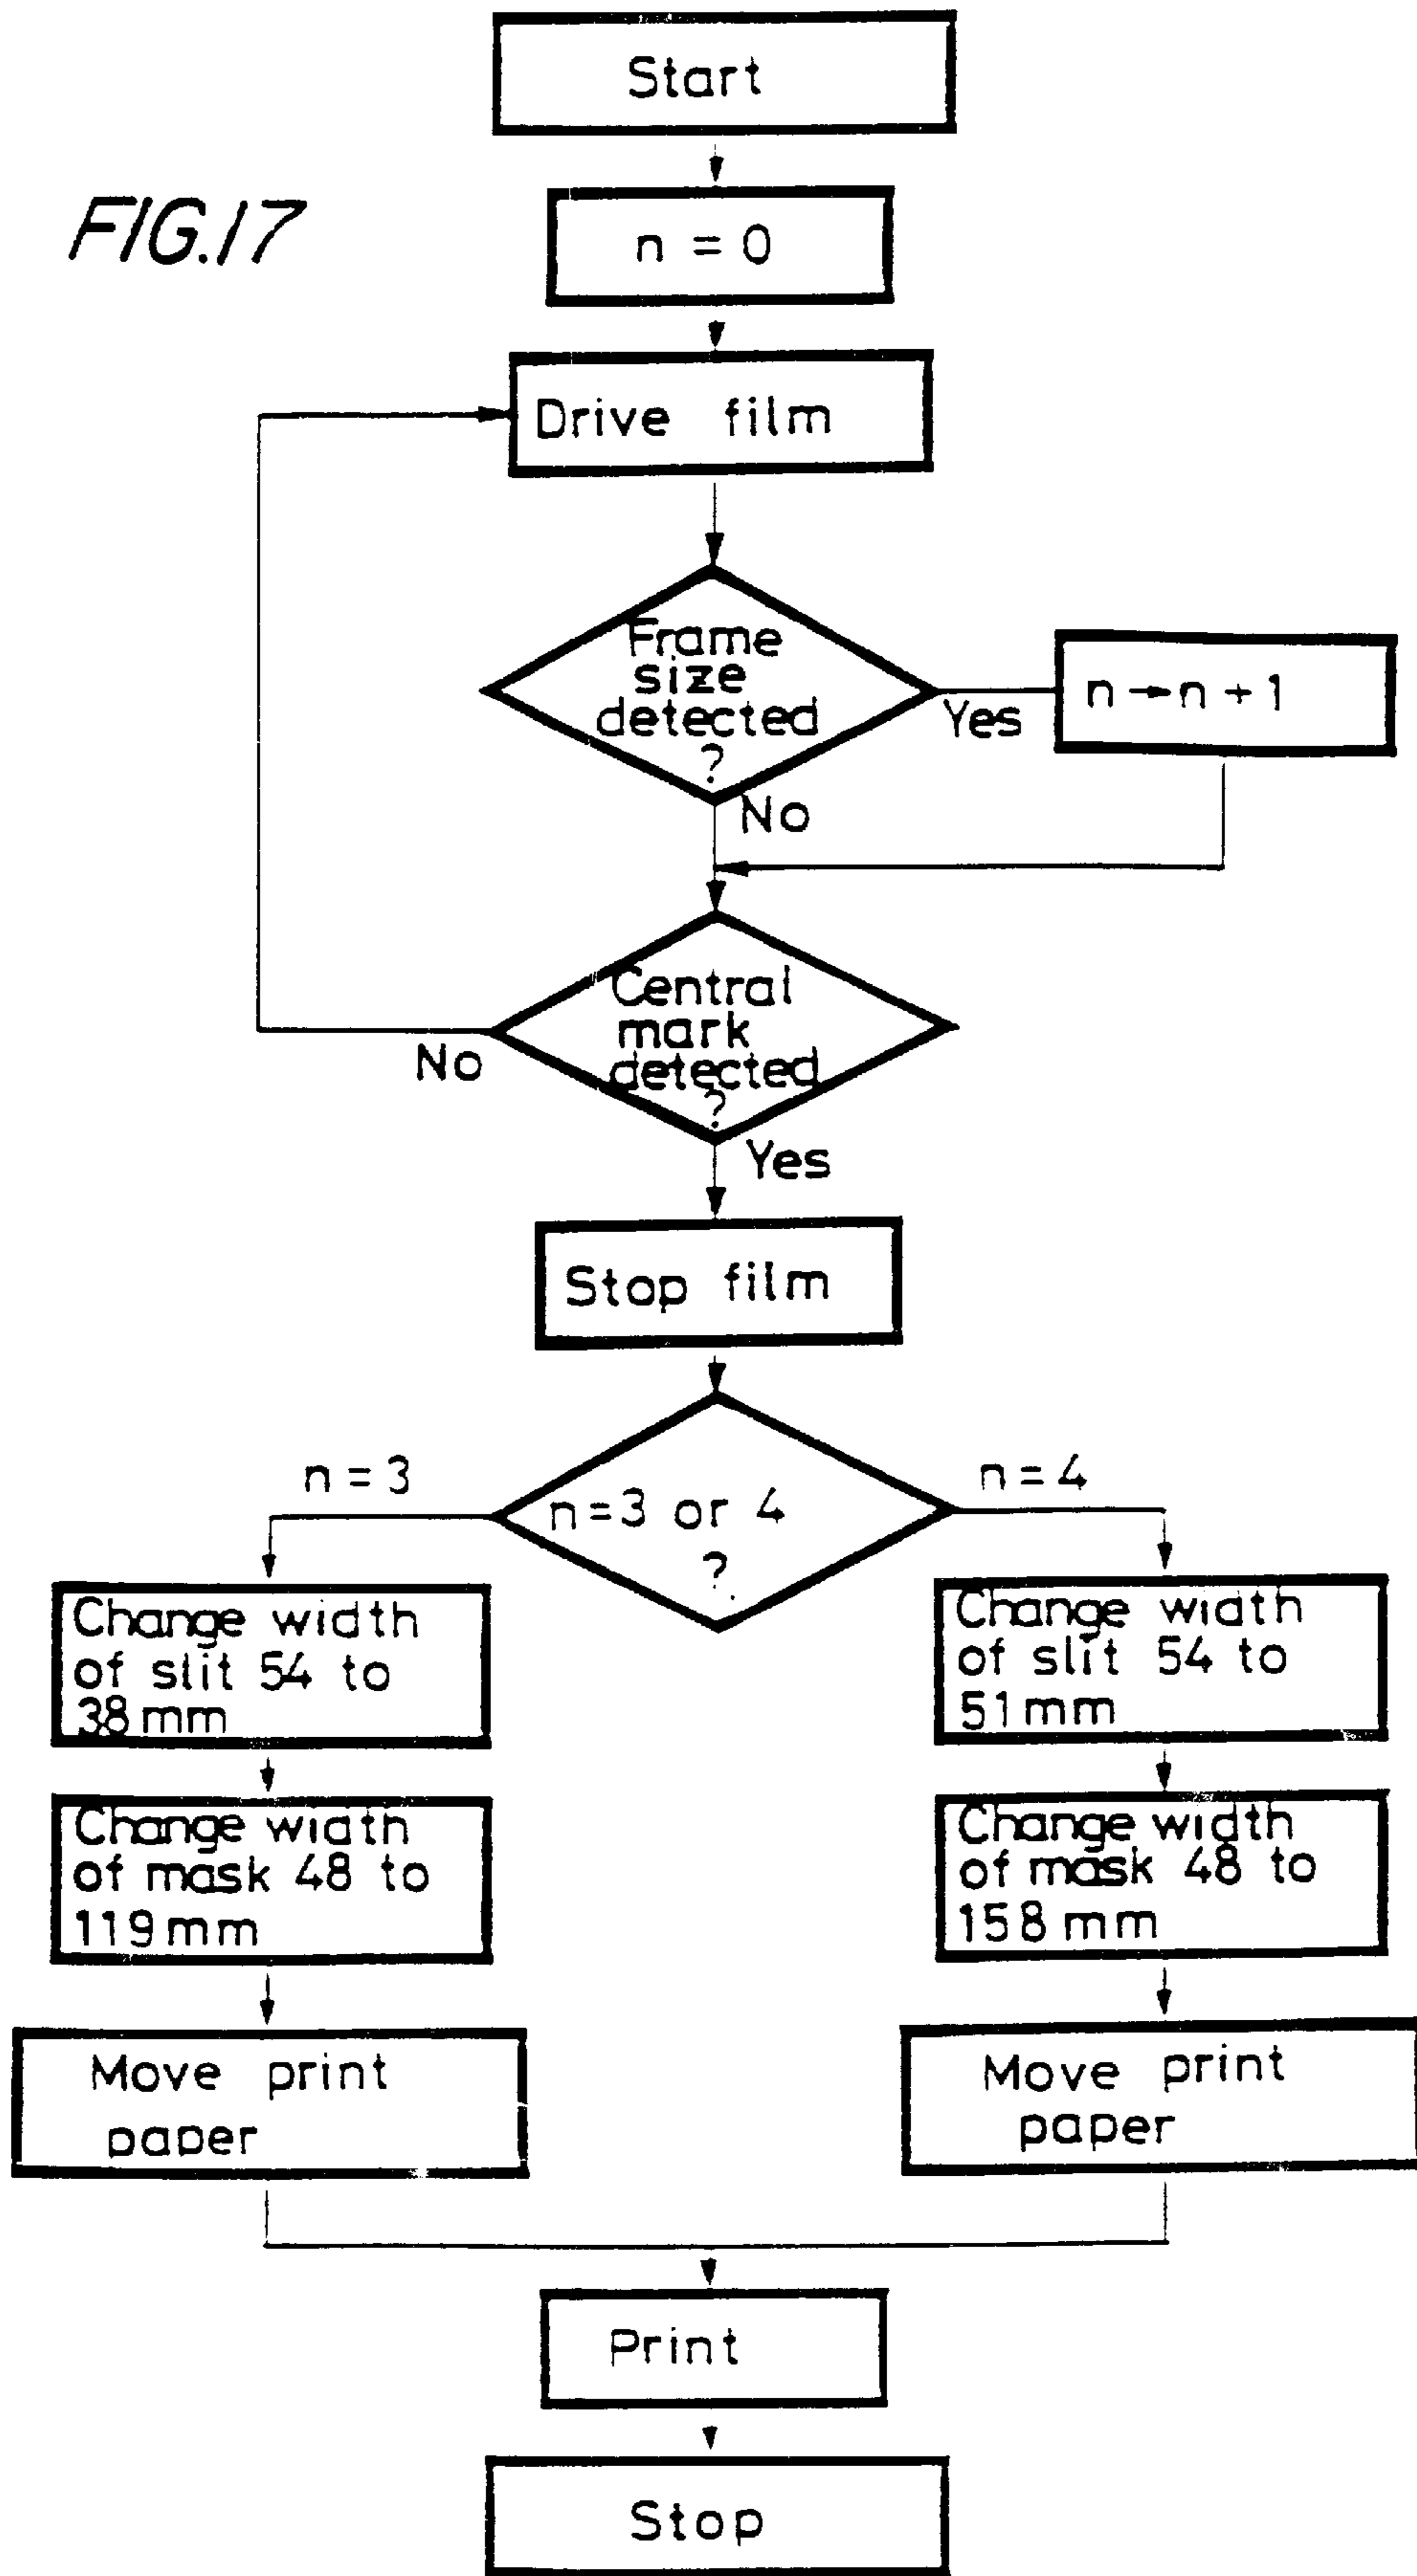 Start
FIG.17
n = 0
Drive film
Frame
size
detected
?
Yes
n→n + 1
No
Central
mark
detected
?
No
Yes
Stop film
n = 3
n=3 or 4
?
n = 4
Change width
of slit 54 to
38 mm
Change width
of slit 54 to
51 mm
Change width
of mask 48 to
119 mm
Change width
of mask 48 to
158 mm
Move print
paper
Move print
paper
Print
Stop